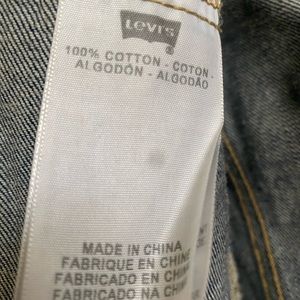 Levi's
100% COTTON - COTON -
ALGODÓN - ALGODÃO
MADE IN CHINA
FABRIQUE EN CHINE
FABRICADO EN CHINA
FABRICADO NA CHINA